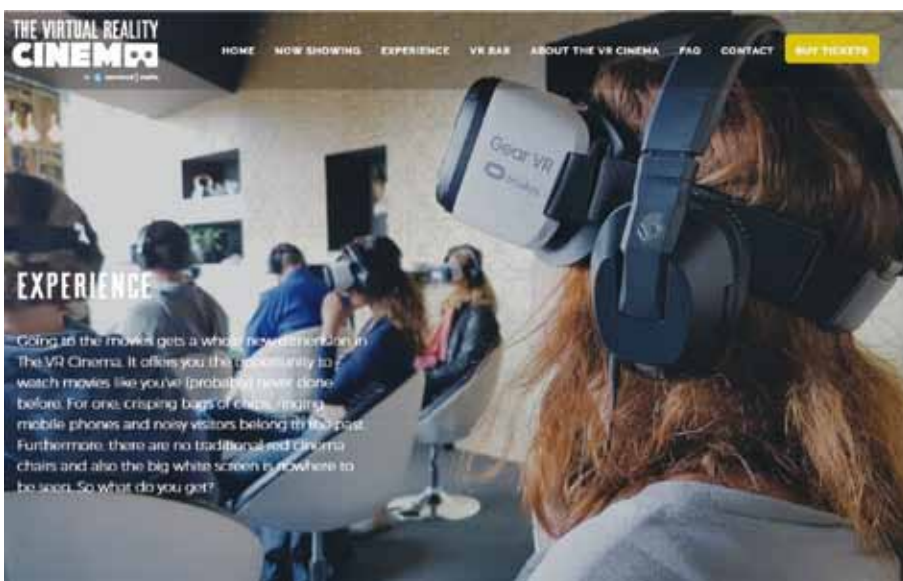 THE VIRTUAL REALITY
CINEMA
HOME NOW SHOWING EXPERIENCE VR BAR ABOUT THE VR CINEMA FAQ CONTACT BUY TICKETS
Gear VR
oculus
EXPERIENCE
Going to the movies gets a whole new dimension in
The VR Cinema. It offers you the opportunity to
watch movies like you've (probably) never done
before. For one, crisping bags of chips, ringing
mobile phones and noisy visitors belong to the past.
Furthermore, there are no traditional red cinema
chairs and also the big white screen is nowhere to
be seen. So what do you get?